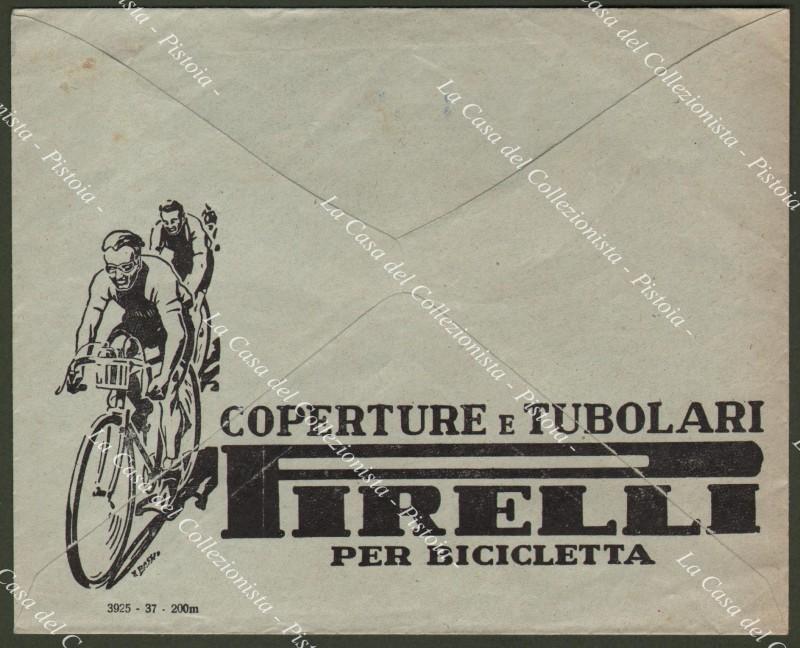 COPERTURE E TUBOLARI
PIRELLI
PER BICICLETTA
3925 - 37 - 200m
La Casa del Collezionista - Pistoia -